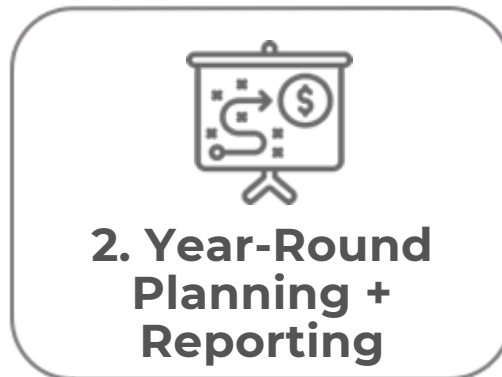 $
2. Year-Round
Planning +
Reporting